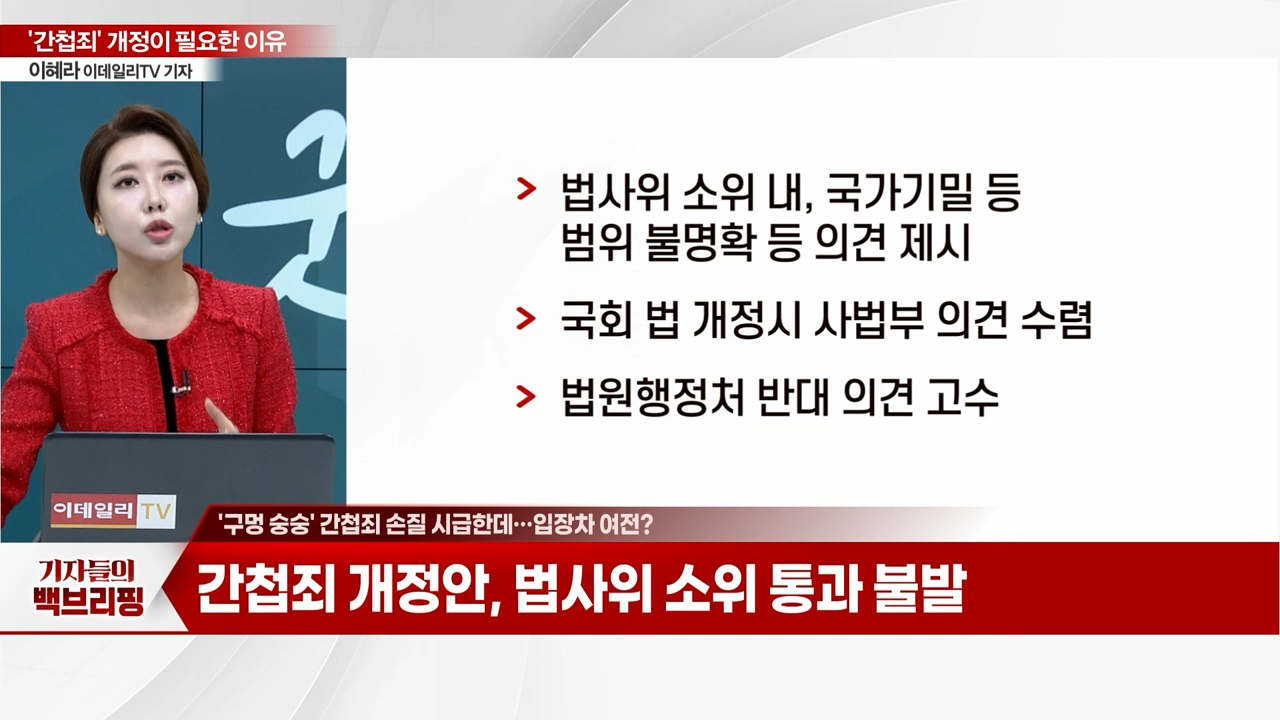 '간첩죄' 개정이 필요한 이유
이혜라 이데일리TV 기자
> 법사위 소위 내, 국가기밀 등
범위 불명확 등 의견 제시
> 국회 법 개정시 사법부 의견 수렴
> 법원행정처 반대 의견 고수
이데일리 TV
'구멍 숭숭' 간첩죄 손질 시급한데…입장차 여전?
기자들의
백브리핑
간첩죄 개정안, 법사위 소위 통과 불발